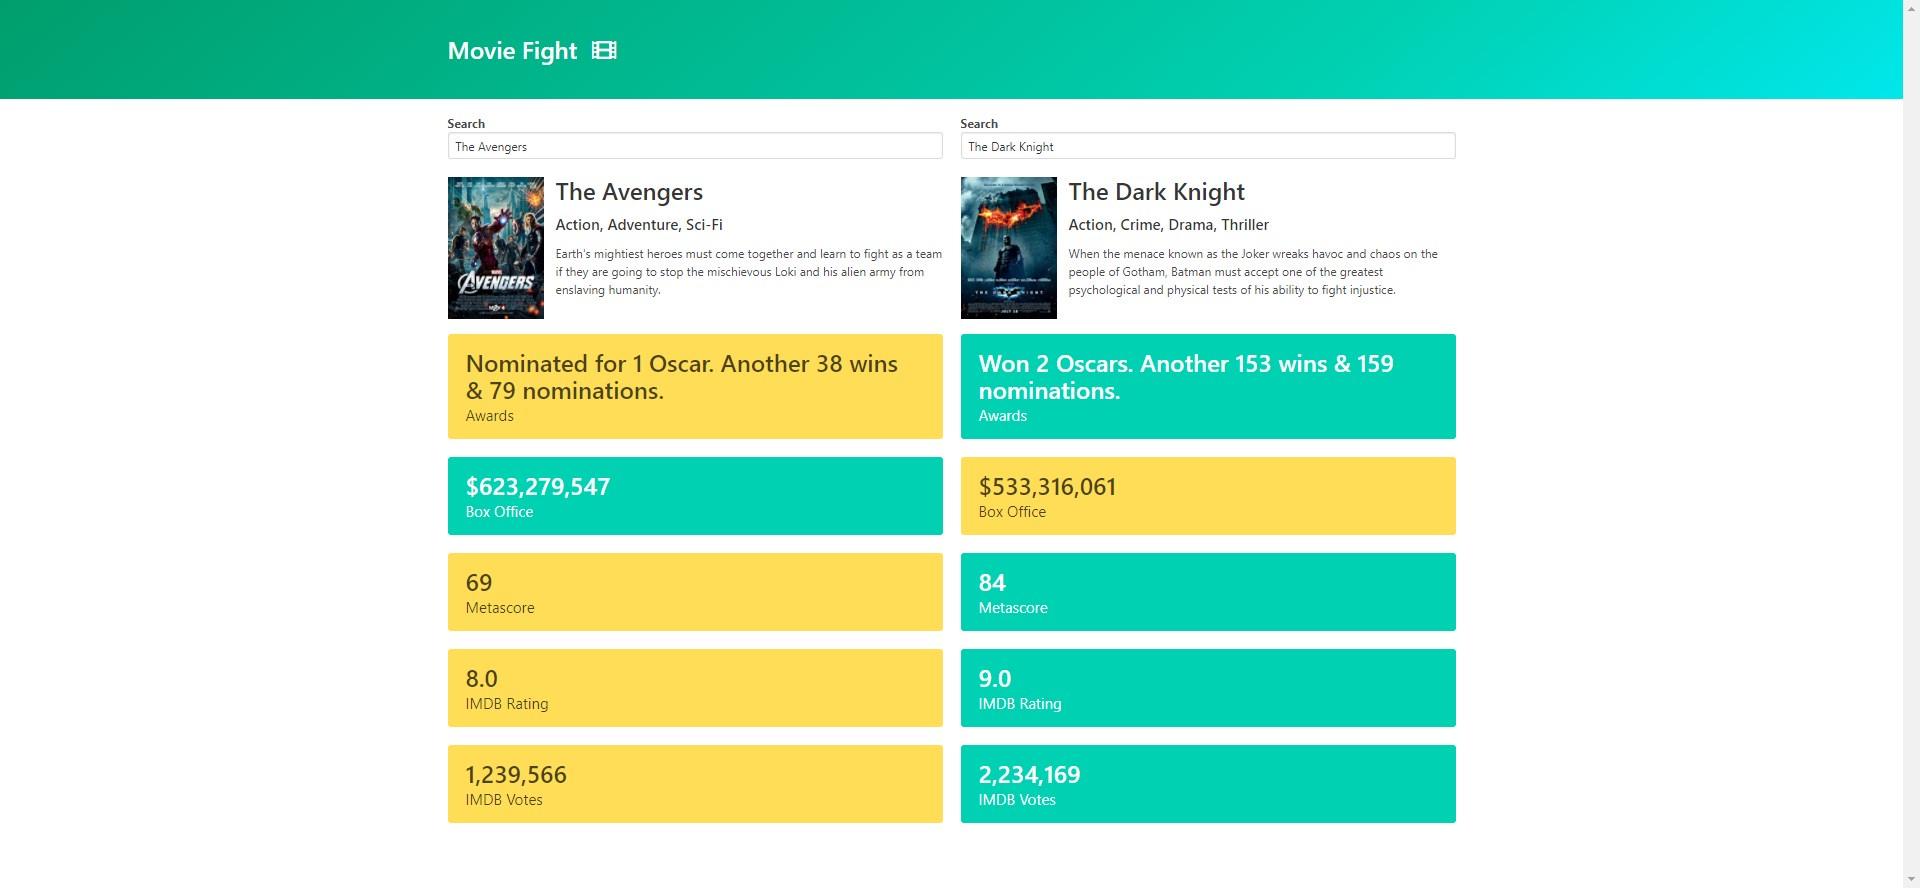 Movie Fight
Search
The Avengers
The Avengers
Action, Adventure, Sci-Fi
Earth's mightiest heroes must come together and learn to fight as a team
if they are going to stop the mischievous Loki and his alien army from
enslaving humanity.
MARVEL
AVENGERS
Nominated for 1 Oscar. Another 38 wins
& 79 nominations.
Awards
$623,279,547
Box Office
69
Metascore
8.0
IMDB Rating
1,239,566
IMDB Votes
Search
The Dark Knight
The Dark Knight
Action, Crime, Drama, Thriller
When the menace known as the Joker wreaks havoc and chaos on the
people of Gotham, Batman must accept one of the greatest
psychological and physical tests of his ability to fight injustice.
THE DARK KNIGHT
JULY 18
Won 2 Oscars. Another 153 wins & 159
nominations.
Awards
$533,316,061
Box Office
84
Metascore
9.0
IMDB Rating
2,234,169
IMDB Votes